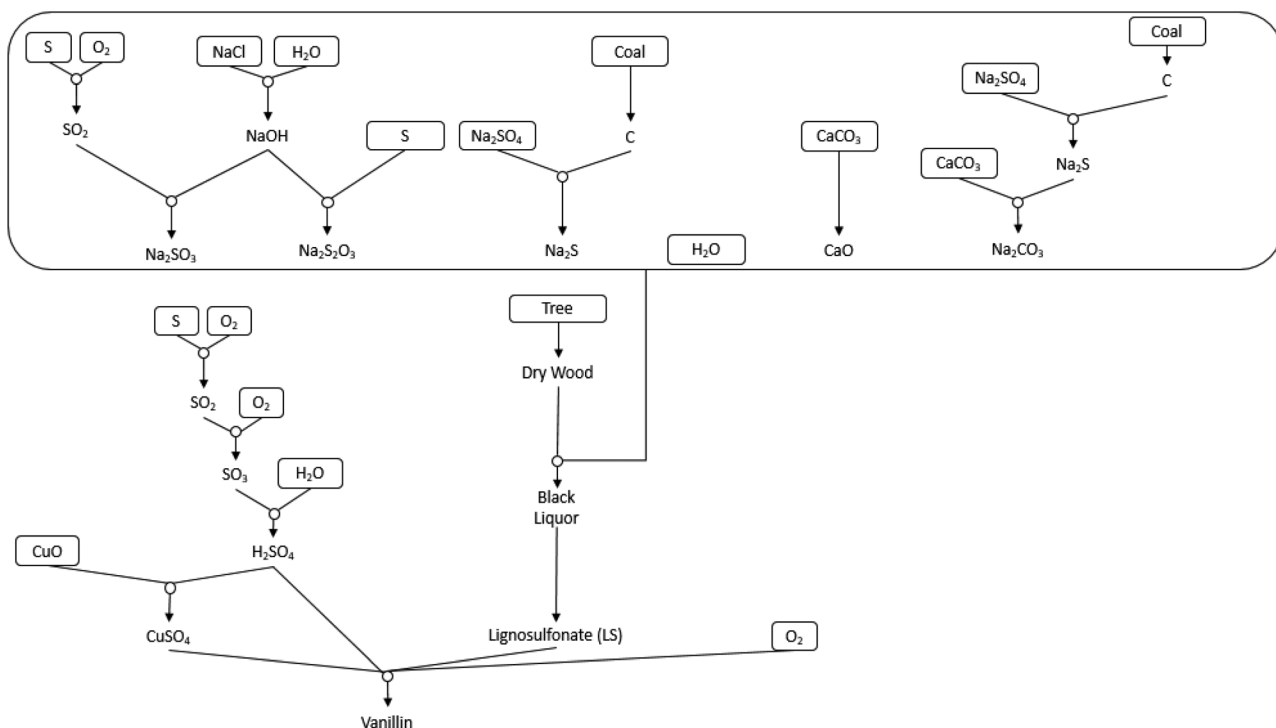 Coal
S O₂ NaCl H₂O Coal
Na₂SO₄ C
SO₂ NaOH S Na₂SO₄ C CaCO₃
CaCO₃ Na₂S
Na₂SO₃ Na₂S₂O₃ Na₂S H₂O CaO Na₂CO₃
S O₂ Tree
Dry Wood
SO₂ O₂
SO₃ H₂O
Black
Liquor
CuO H₂SO₄
CuSO₄ Lignosulfonate (LS) O₂
Vanillin